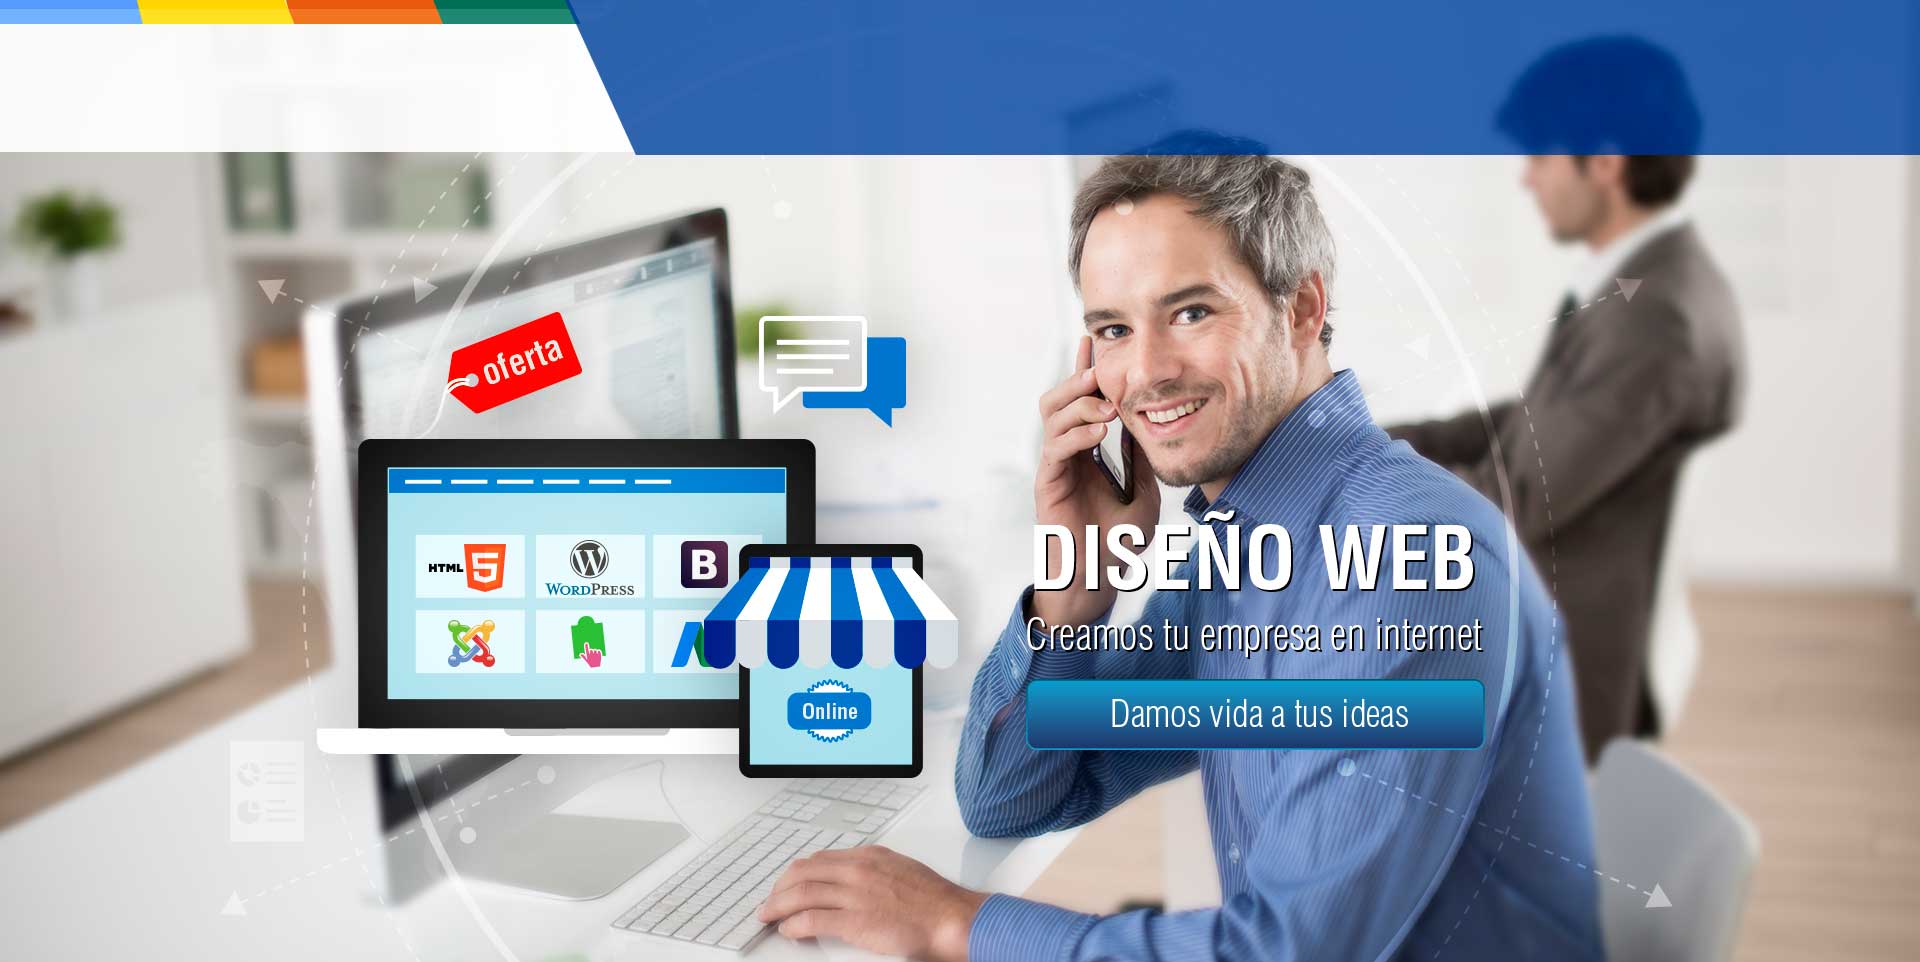 oferta
HTML 5
WORDPRESS
B
Online
DISEÑO WEB
Creamos tu empresa en internet
Damos vida a tus ideas